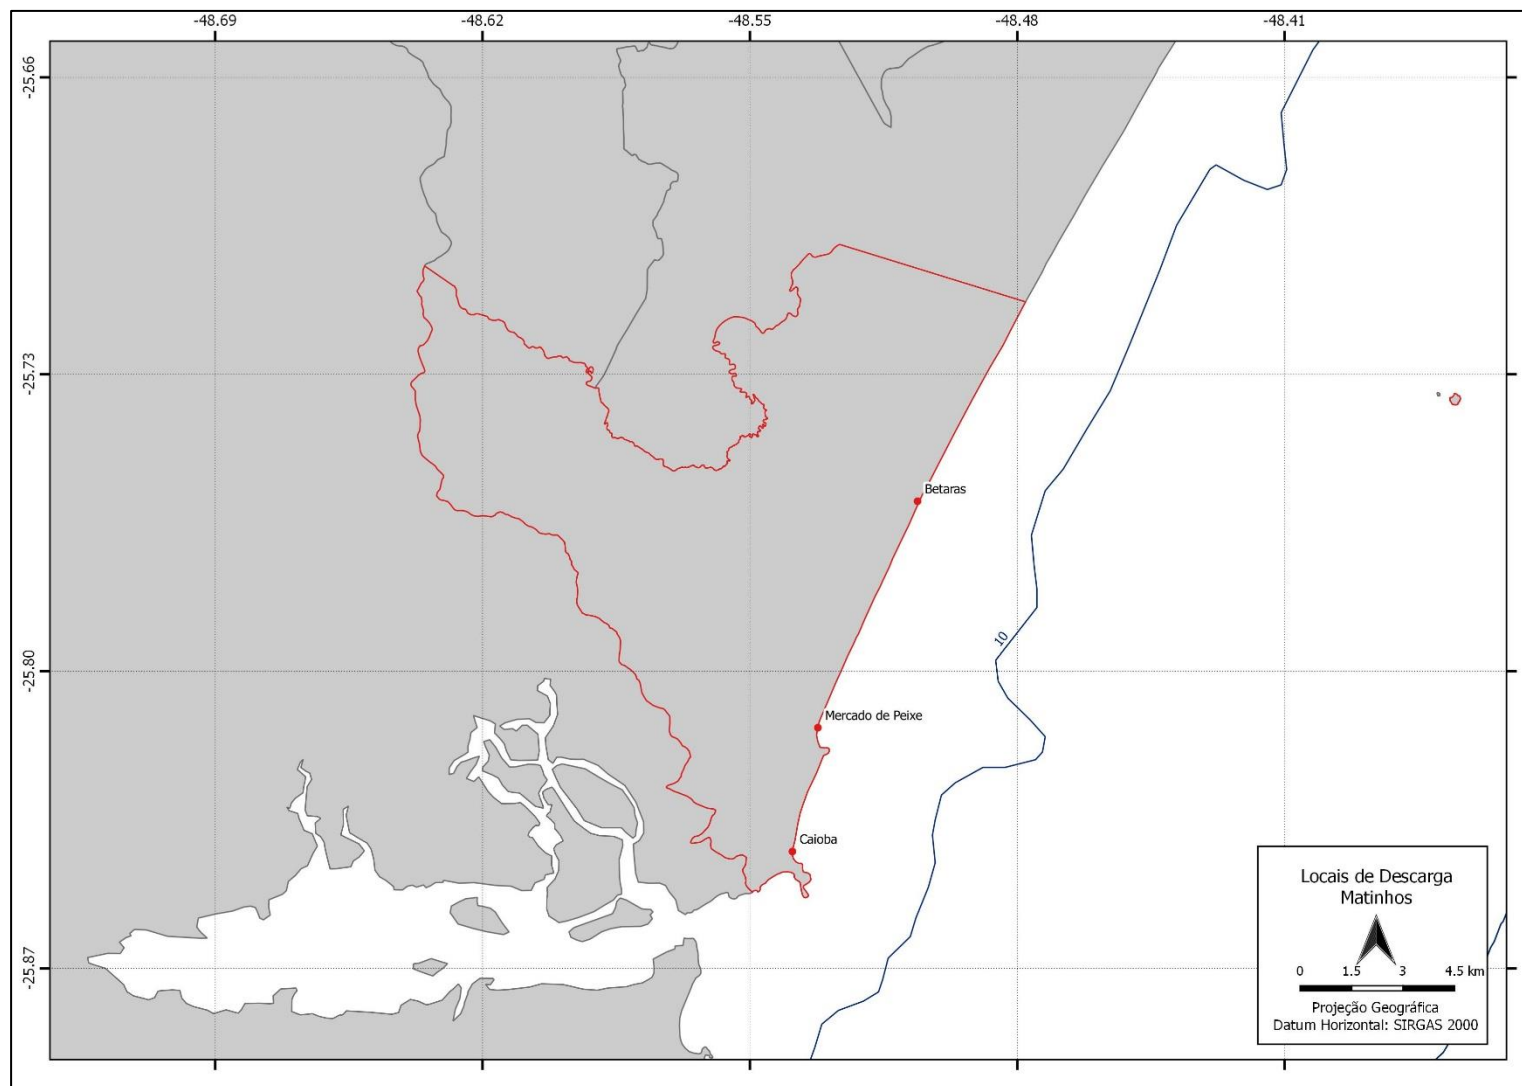 -48.69
-48.62
-48.55
-48.48
-48.41
-25.66
-25.73
-25.80
-25.87
Betaras
10
Mercado de Peixe
Caioba
Locais de Descarga
Matinhos
0 1.5 3 4.5 km
Projeção Geográfica
Datum Horizontal: SIRGAS 2000